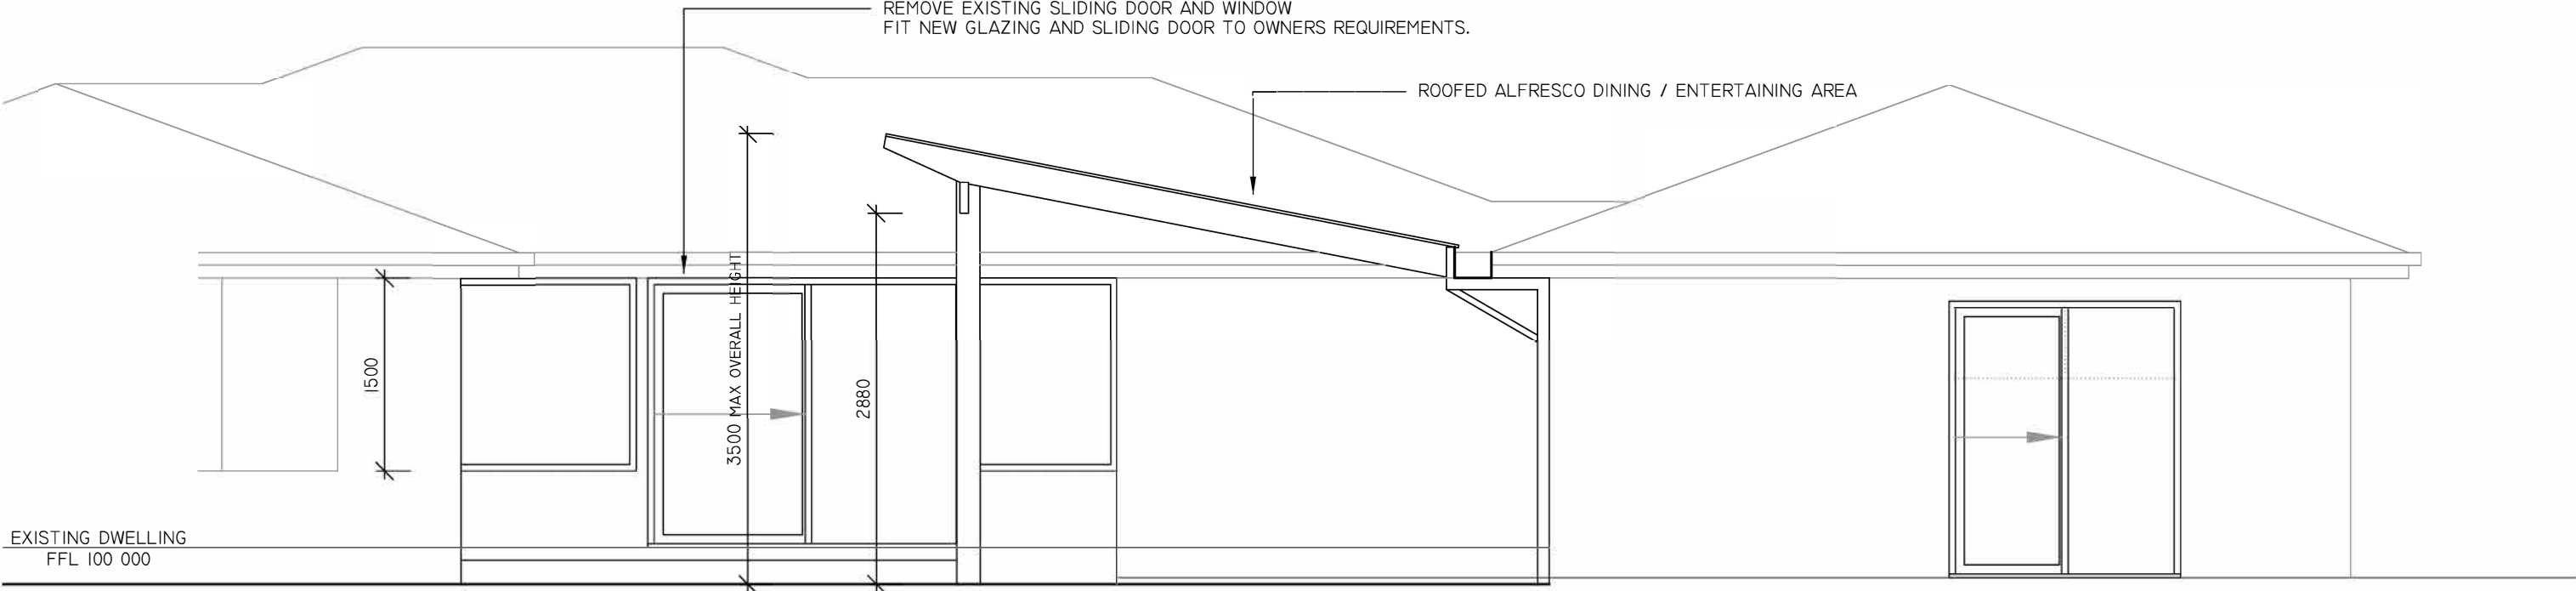 REMOVE EXISTING SLIDING DOOR AND WINDOW
FIT NEW GLAZING AND SLIDING DOOR TO OWNERS REQUIREMENTS.
ROOFED ALFRESCO DINING / ENTERTAINING AREA
1500
3500 MAX OVERALL HEIGHT
2880
EXISTING DWELLING
FFL 100 000